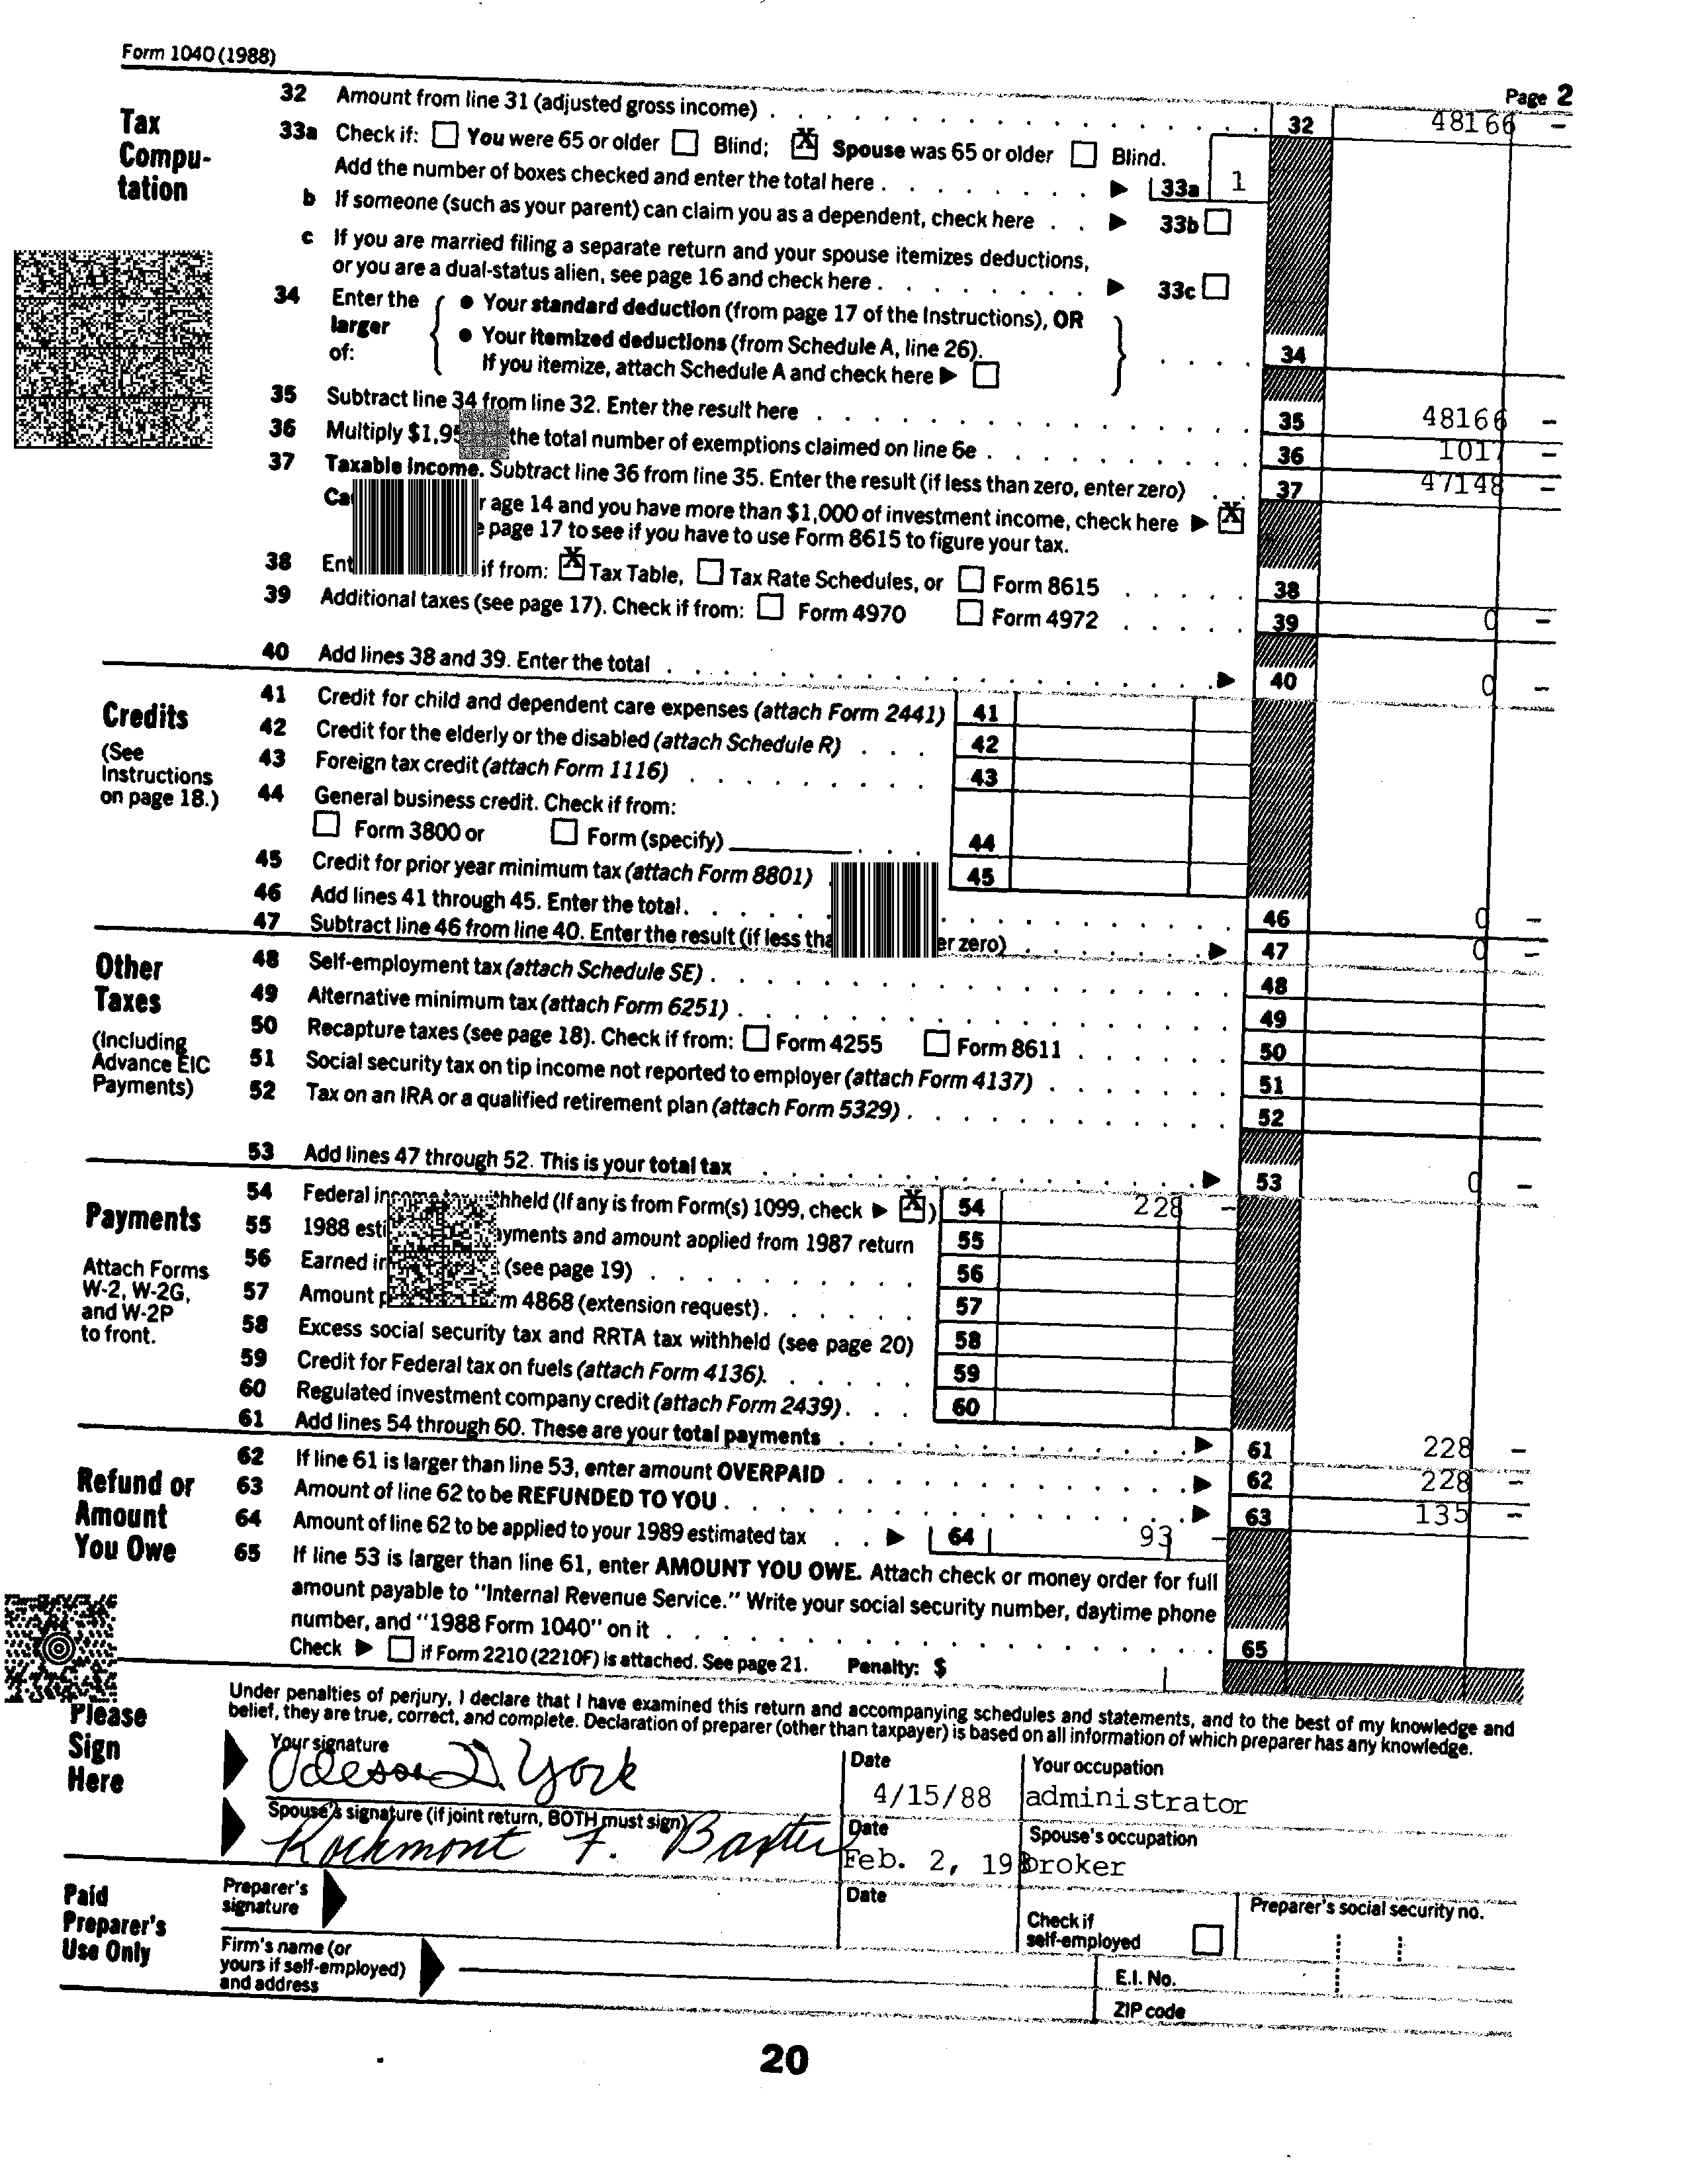 Form 1040 (1988)
Page 2
Tax Compu-tation
32 Amount from line 31 (adjusted gross income) 32 48166 –
33a Check if: You were 65 or older Blind; X Spouse was 65 or older Blind.
Add the number of boxes checked and enter the total here 33a 1
b If someone (such as your parent) can claim you as a dependent, check here 33b
c If you are married filing a separate return and your spouse itemizes deductions,
or you are a dual-status alien, see page 16 and check here 33c
34 Enter the larger of:
• Your standard deduction (from page 17 of the Instructions), OR
• Your itemized deductions (from Schedule A, line 26).
If you itemize, attach Schedule A and check here 34
35 Subtract line 34 from line 32. Enter the result here 35 48166 –
36 Multiply the total number of exemptions claimed on line 6e 36 1017 –
37 Taxable Income. Subtract line 36 from line 35. Enter the result (if less than zero, enter zero) 37 47148 –
age 14 and you have more than $1,000 of investment income, check here X
page 17 to see if you have to use Form 8615 to figure your tax.
38 if from: X Tax Table, Tax Rate Schedules, or Form 8615 38
39 Additional taxes (see page 17). Check if from: Form 4970 Form 4972 39 0 –
40 Add lines 38 and 39. Enter the total 40 0 –
Credits
(See Instructions on page 18.)
41 Credit for child and dependent care expenses (attach Form 2441) 41
42 Credit for the elderly or the disabled (attach Schedule R) 42
43 Foreign tax credit (attach Form 1116) 43
44 General business credit. Check if from:
Form 3800 or Form (specify) 44
45 Credit for prior year minimum tax (attach Form 8801) 45
46 Add lines 41 through 45. Enter the total. 46 0 –
47 Subtract line 46 from line 40. Enter the result (if less zero) 47 0 –
Other Taxes
(Including Advance EIC Payments)
48 Self-employment tax (attach Schedule SE) 48
49 Alternative minimum tax (attach Form 6251) 49
50 Recapture taxes (see page 18). Check if from: Form 4255 Form 8611 50
51 Social security tax on tip income not reported to employer (attach Form 4137) 51
52 Tax on an IRA or a qualified retirement plan (attach Form 5329) 52
53 Add lines 47 through 52. This is your total tax 53 0 –
Payments
Attach Forms W-2, W-2G, and W-2P to front.
54 Federal income tax withheld (If any is from Form(s) 1099, check X) 54 228 –
55 1988 and amount applied from 1987 return 55
56 Earned (see page 19) 56
57 Amount 4868 (extension request) 57
58 Excess social security tax and RRTA tax withheld (see page 20) 58
59 Credit for Federal tax on fuels (attach Form 4136). 59
60 Regulated investment company credit (attach Form 2439) 60
61 Add lines 54 through 60. These are your total payments 61 228 –
Refund or Amount You Owe
62 If line 61 is larger than line 53, enter amount OVERPAID 62 228 –
63 Amount of line 62 to be REFUNDED TO YOU 63 135 –
64 Amount of line 62 to be applied to your 1989 estimated tax 64 93 –
65 If line 53 is larger than line 61, enter AMOUNT YOU OWE. Attach check or money order for full
amount payable to "Internal Revenue Service." Write your social security number, daytime phone
number, and "1988 Form 1040" on it 65
Check if Form 2210 (2210F) is attached. See page 21. Penalty: $
Please Sign Here
Under penalties of perjury, I declare that I have examined this return and accompanying schedules and statements, and to the best of my knowledge and
belief, they are true, correct, and complete. Declaration of preparer (other than taxpayer) is based on all information of which preparer has any knowledge.
Your signature Date Your occupation
Odeson D. York 4/15/88 administrator
Spouse's signature (if joint return, BOTH must sign) Date Spouse's occupation
Rochmont F. Baxter Feb. 2, 19 broker
Paid Preparer's Use Only
Preparer's signature Date Check if self-employed Preparer's social security no.
Firm's name (or yours if self-employed) and address
E.I. No.
ZIP code
20